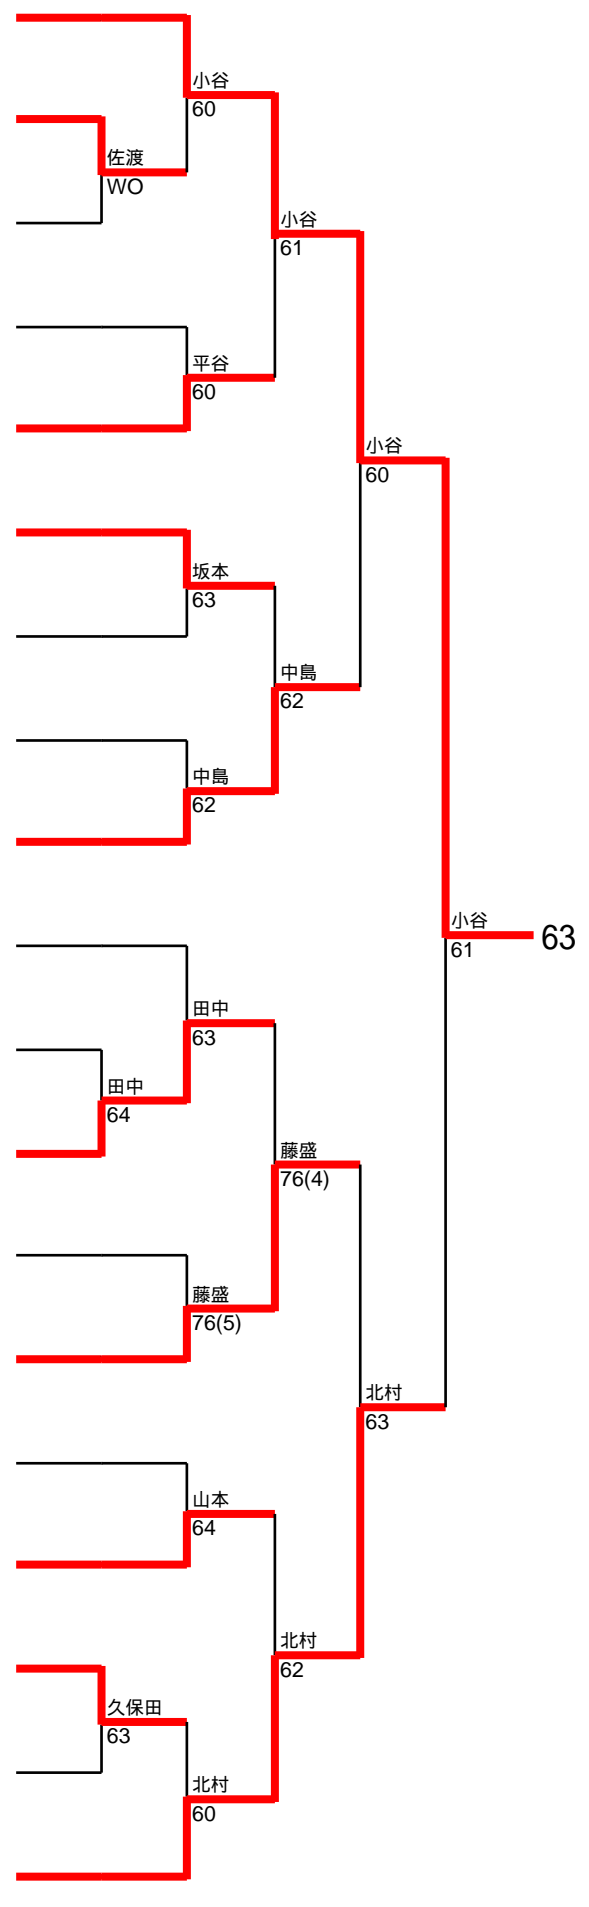 小谷
60
佐渡
WO
小谷
61
平谷
60
小谷
60
坂本
63
中島
62
中島
62
小谷
61
63
田中
63
田中
64
藤盛
76(4)
藤盛
76(5)
北村
63
山本
64
北村
62
久保田
63
北村
60